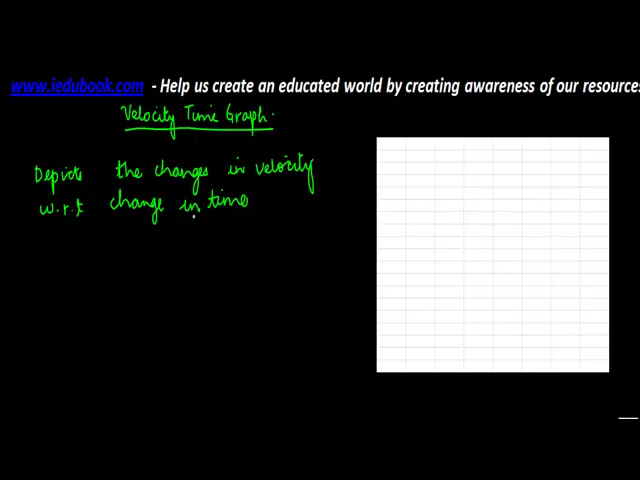 www.iedubook.com - Help us create an educated world by creating awareness of our resources
Velocity Time Graph.
Depicts the changes in velocity
w.r.t change in time